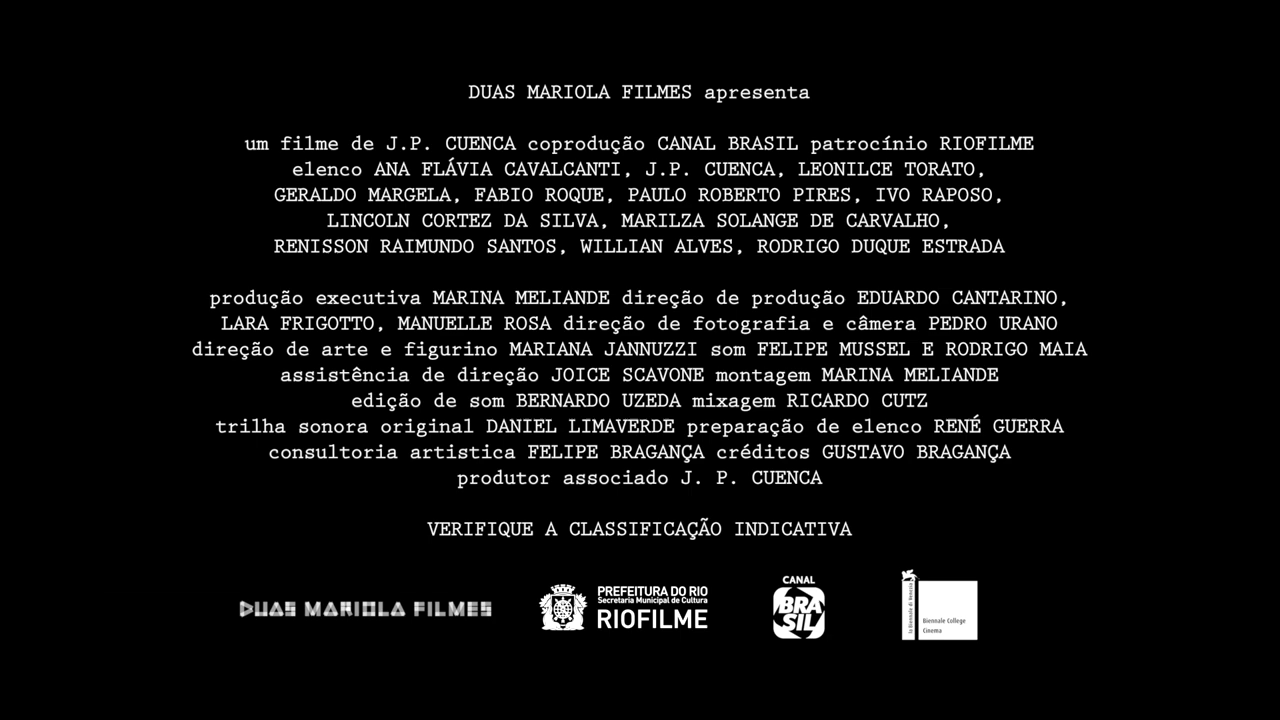 DUAS MARIOLA FILMES apresenta
um filme de J.P. CUENCA coprodução CANAL BRASIL patrocínio RIOFILME
elenco ANA FLÁVIA CAVALCANTI, J.P. CUENCA, LEONILCE TORATO,
GERALDO MARGELA, FABIO ROQUE, PAULO ROBERTO PIRES, IVO RAPOSO,
LINCOLN CORTEZ DA SILVA, MARILZA SOLANGE DE CARVALHO,
RENISSON RAIMUNDO SANTOS, WILLIAN ALVES, RODRIGO DUQUE ESTRADA
produção executiva MARINA MELIANDE direção de produção EDUARDO CANTARINO,
LARA FRIGOTTO, MANUELLE ROSA direção de fotografia e câmera PEDRO URANO
direção de arte e figurino MARIANA JANNUZZI som FELIPE MUSSEL E RODRIGO MAIA
assistência de direção JOICE SCAVONE montagem MARINA MELIANDE
edição de som BERNARDO UZEDA mixagem RICARDO CUTZ
trilha sonora original DANIEL LIMAVERDE preparação de elenco RENÉ GUERRA
consultoria artistica FELIPE BRAGANÇA créditos GUSTAVO BRAGANÇA
produtor associado J. P. CUENCA
VERIFIQUE A CLASSIFICAÇÃO INDICATIVA
DUAS MARIOLA FILMES
PREFEITURA DO RIO
Secretaria Municipal de Cultura
RIOFILME
CANAL
BRA
SIL
la Biennale di Venezia
Biennale College
Cinema